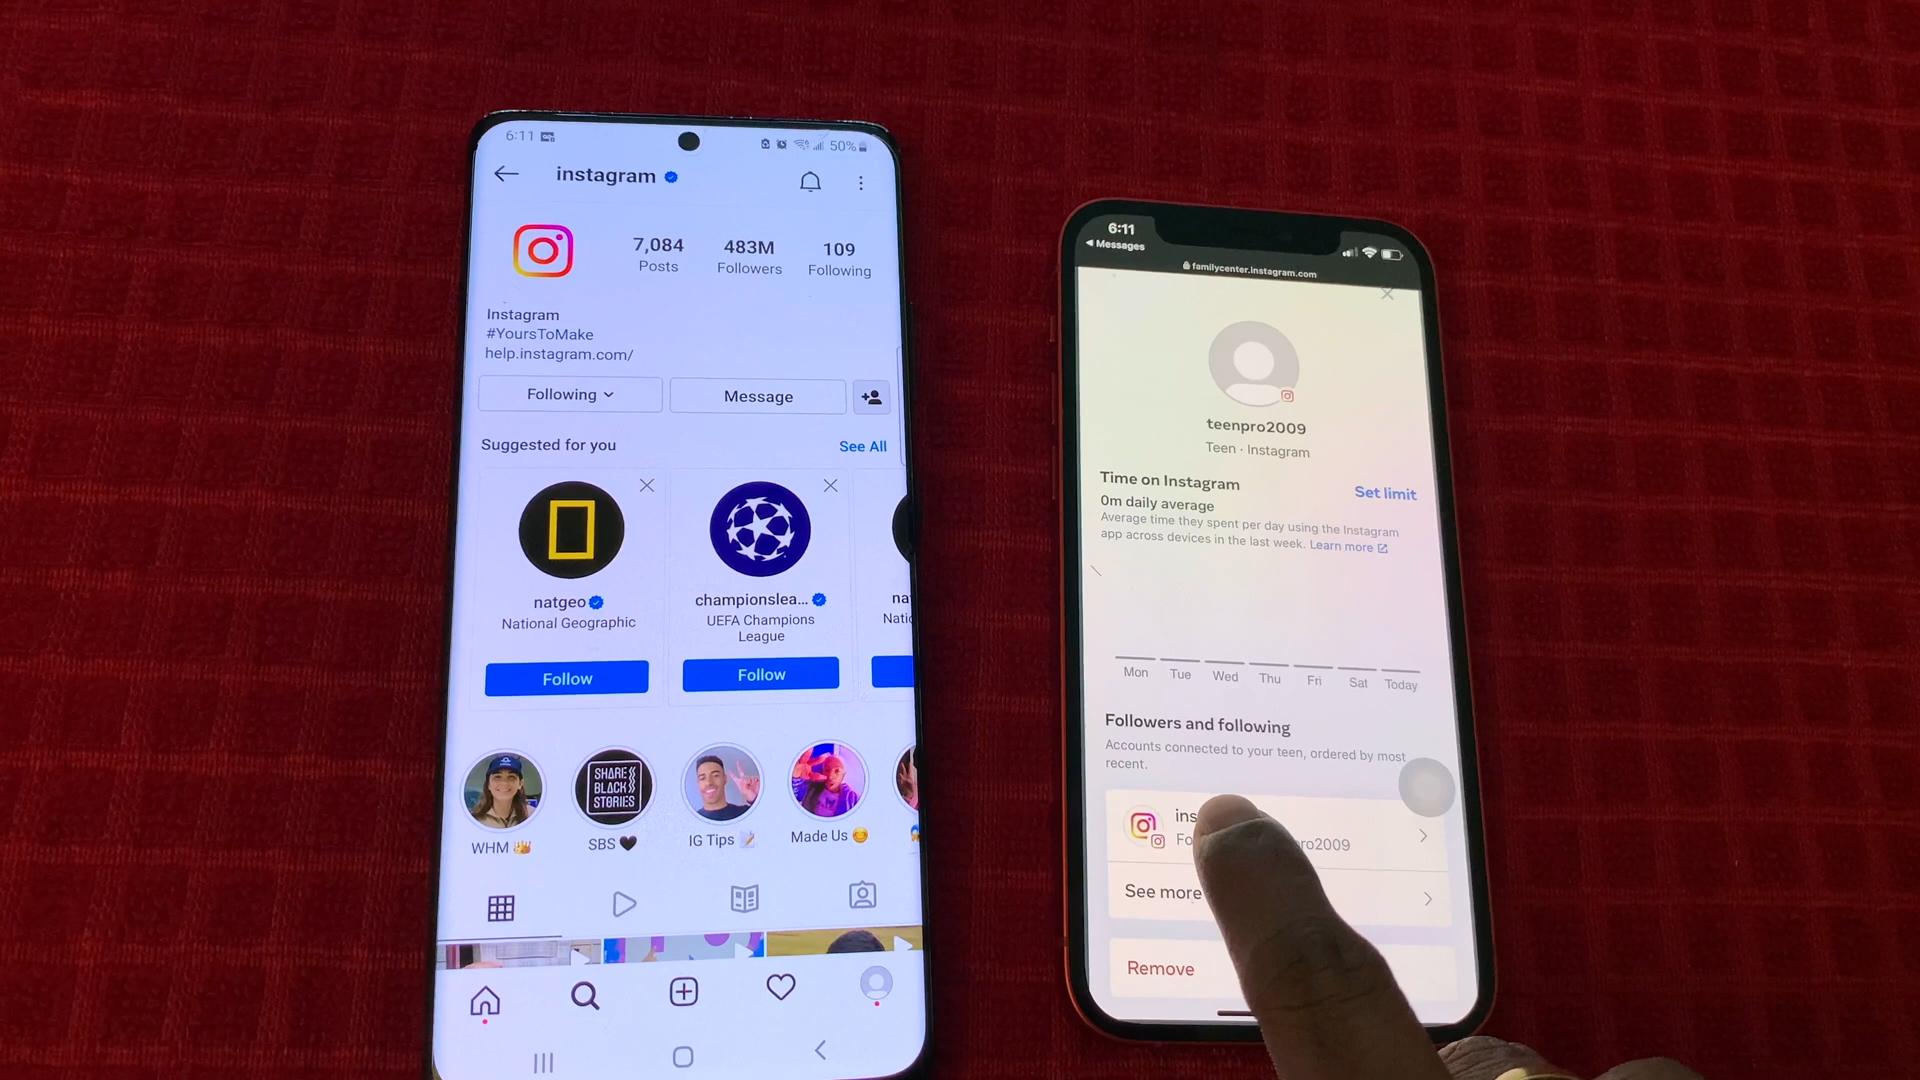 6:11
50%
instagram
7,084 483M 109
Posts Followers Following
Instagram
#YoursToMake
help.instagram.com/
Following
Message
Suggested for you
See All
natgeo
National Geographic
Follow
championslea...
UEFA Champions
League
Follow
WHM 👑
SHARE
BLACK
STORIES
SBS 🖤
IG Tips 📝
Made Us 😊
6:11
◀ Messages
familycenter.instagram.com
teenpro2009
Teen · Instagram
Time on Instagram
Set limit
0m daily average
Average time they spent per day using the Instagram
app across devices in the last week. Learn more
Mon Tue Wed Thu Fri Sat Today
Followers and following
Accounts connected to your teen, ordered by most
recent.
See more
Remove